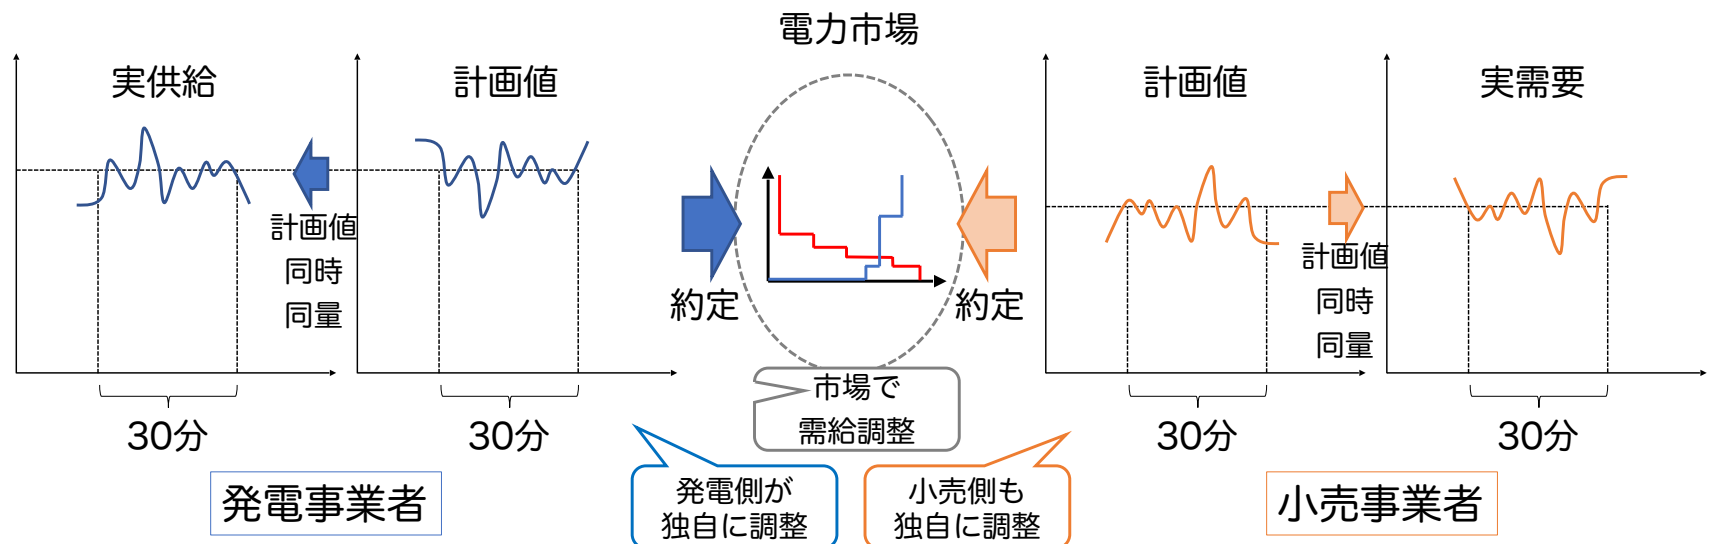 電力市場
実供給
計画値
計画値
実需要
計画値
同時
同量
約定
約定
計画値
同時
同量
30分
30分
市場で
需給調整
30分
30分
発電事業者
発電側が
独自に調整
小売側も
独自に調整
小売事業者